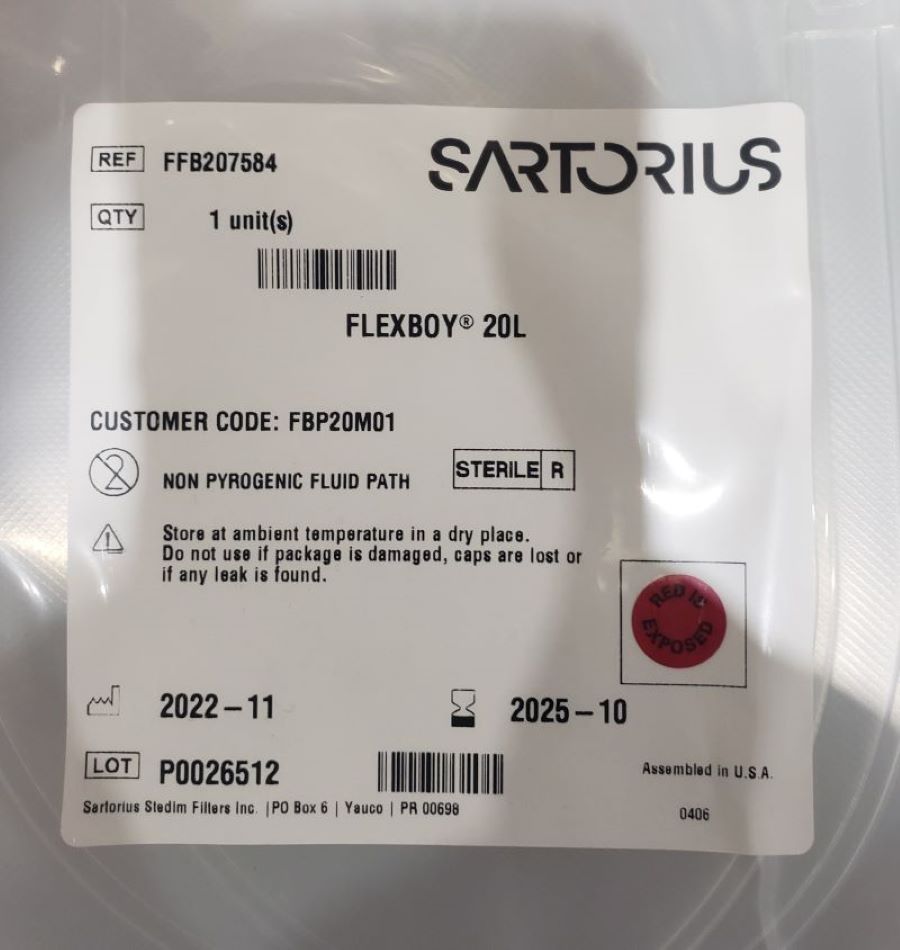 REF FFB207584
SARTORIUS
QTY 1 unit(s)
FLEXBOY® 20L
CUSTOMER CODE: FBP20M01
2 NON PYROGENIC FLUID PATH STERILE R
Store at ambient temperature in a dry place.
Do not use if package is damaged, caps are lost or
if any leak is found.
RED IS
EXPOSED
2022-11 2025-10
LOT P0026512
Assembled in U.S.A.
Sartorius Stedim Filters Inc. | PO Box 6 | Yauco | PR 00698
0406